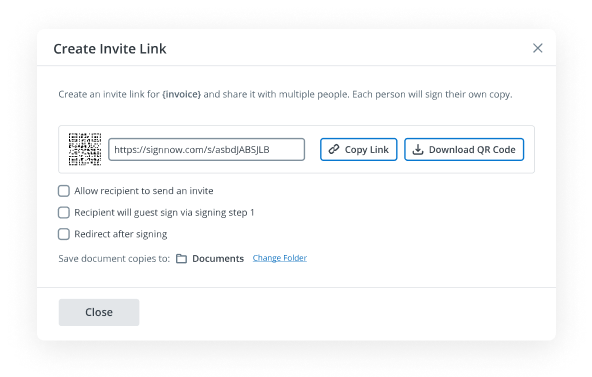 Create Invite Link
Create an invite link for {invoice} and share it with multiple people. Each person will sign their own copy.
https://signnow.com/s/asbdJABSJLB
Copy Link
Download QR Code
Allow recipient to send an invite
Recipient will guest sign via signing step 1
Redirect after signing
Save document copies to: Documents Change Folder
Close